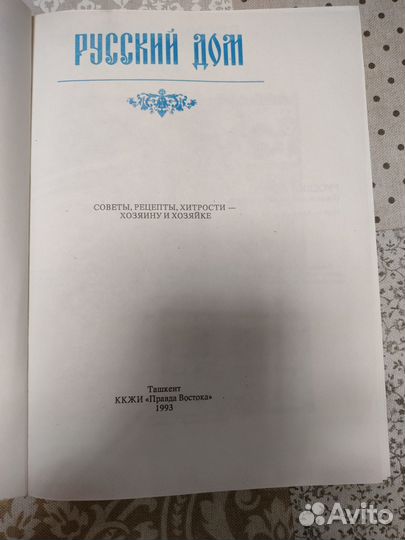 РУССКИЙ ДОМ
СОВЕТЫ, РЕЦЕПТЫ, ХИТРОСТИ —
ХОЗЯИНУ И ХОЗЯЙКЕ
Ташкент
ККЖИ «Правда Востока»
1993
Avito